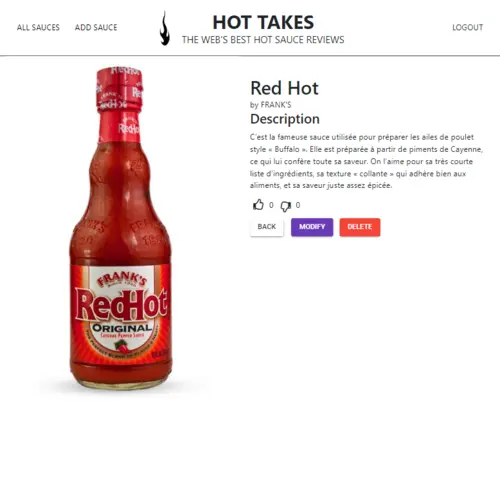 ALL SAUCES
ADD SAUCE
HOT TAKES
THE WEB'S BEST HOT SAUCE REVIEWS
LOGOUT
Red Hot
by FRANK'S
Description
C'est la fameuse sauce utilisée pour préparer les ailes de poulet
style « Buffalo ». Elle est préparée à partir de piments de Cayenne,
ce qui lui confère toute sa saveur. On l'aime pour sa très courte
liste d'ingrédients, sa texture « collante » qui adhère bien aux
aliments, et sa saveur juste assez épicée.
0
0
BACK
MODIFY
DELETE
RedHot
FRANK'S
RedHot
ORIGINAL
Cayenne Pepper Sauce